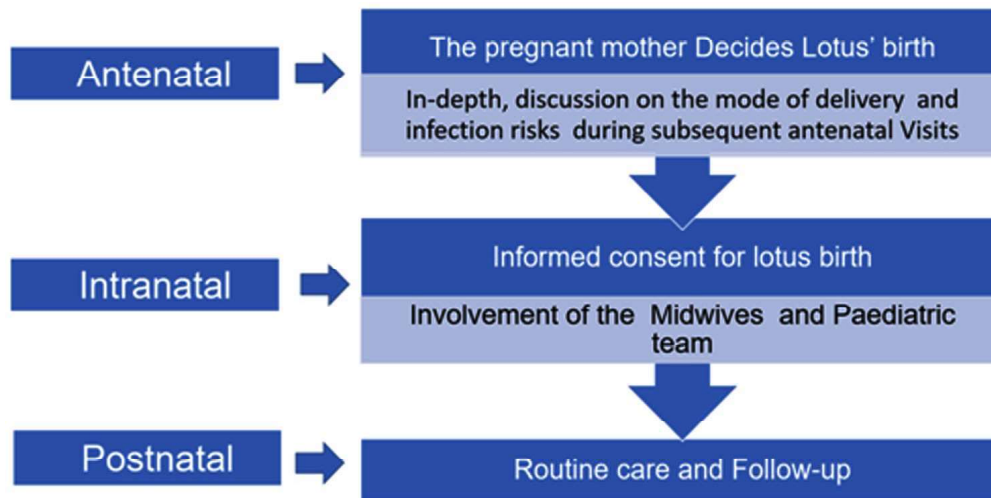 Antenatal
The pregnant mother Decides Lotus' birth
In-depth, discussion on the mode of delivery and
infection risks during subsequent antenatal Visits
Intranatal
Informed consent for lotus birth
Involvement of the Midwives and Paediatric
team
Postnatal
Routine care and Follow-up